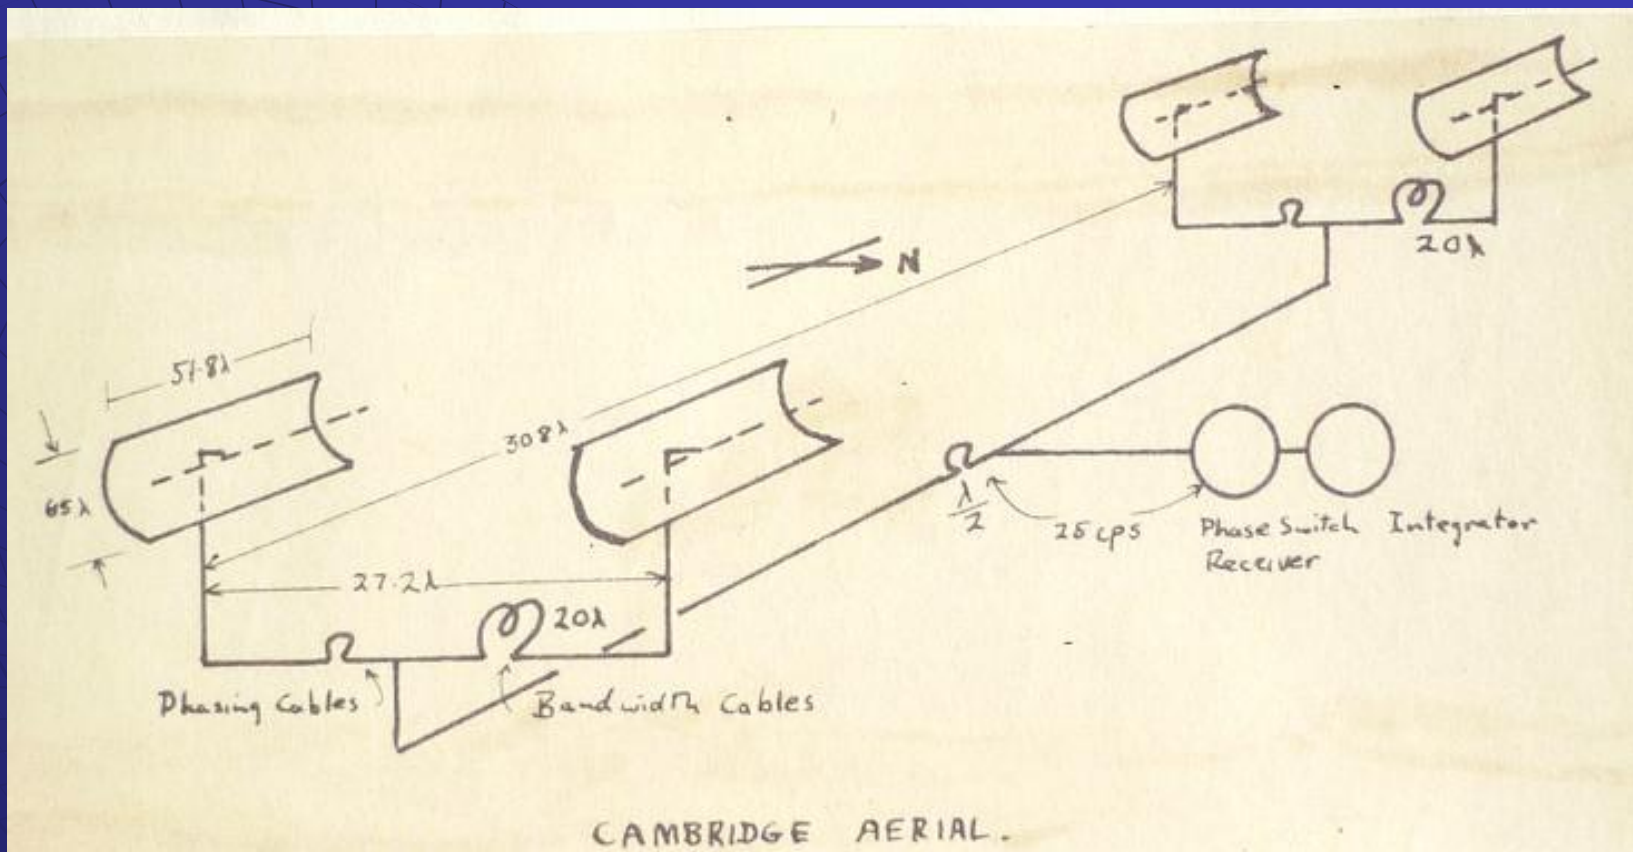 20λ
N
51.8λ
308λ
65λ
λ/2
25 cps
Phase Switch
Receiver
Integrator
27.2λ
20λ
Phasing Cables
Bandwidth Cables
CAMBRIDGE AERIAL.